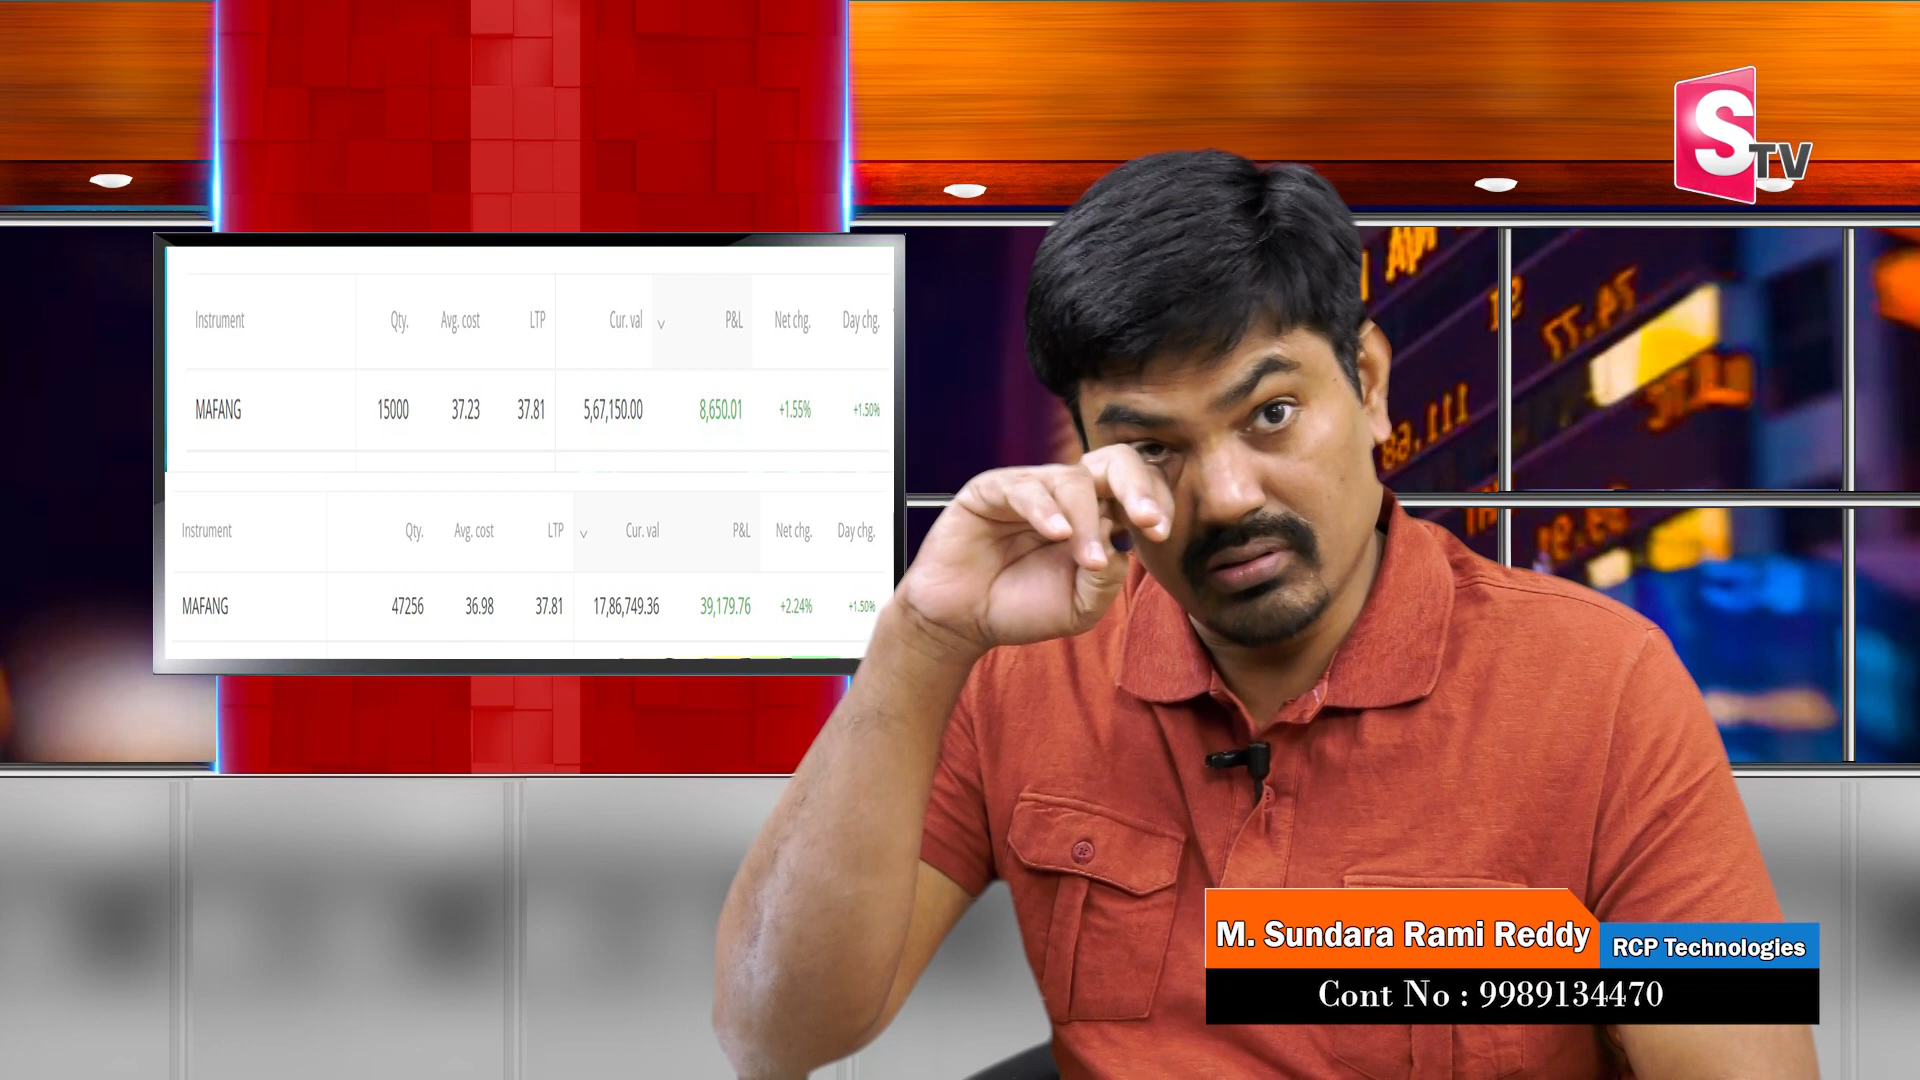 S TV
Instrument Qty. Avg. cost LTP Cur. val P&L Net chg. Day chg.
MAFANG 15000 37.23 37.81 5,67,150.00 8,650.01 +1.55% +1.50%
Instrument Qty. Avg. cost LTP Cur. val P&L Net chg. Day chg.
MAFANG 47256 36.98 37.81 17,86,749.36 39,179.76 +2.24% +1.50%
111.68
M. Sundara Rami Reddy
RCP Technologies
Cont No : 9989134470